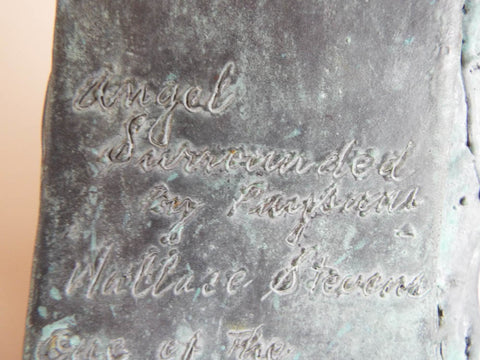 Angel
Surrounded
By Paysans
Wallace Stevens
One of The